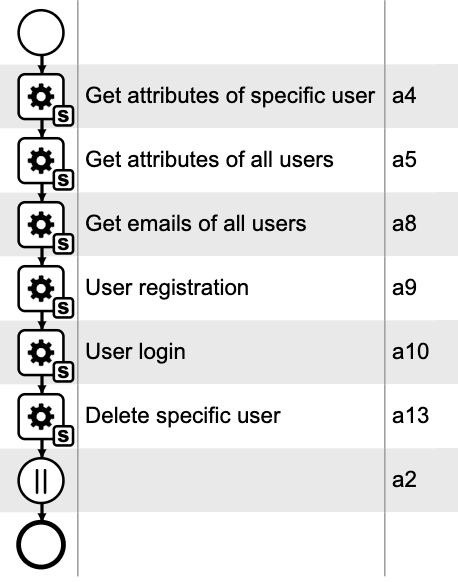 S Get attributes of specific user a4
S Get attributes of all users a5
S Get emails of all users a8
S User registration a9
S User login a10
S Delete specific user a13
a2